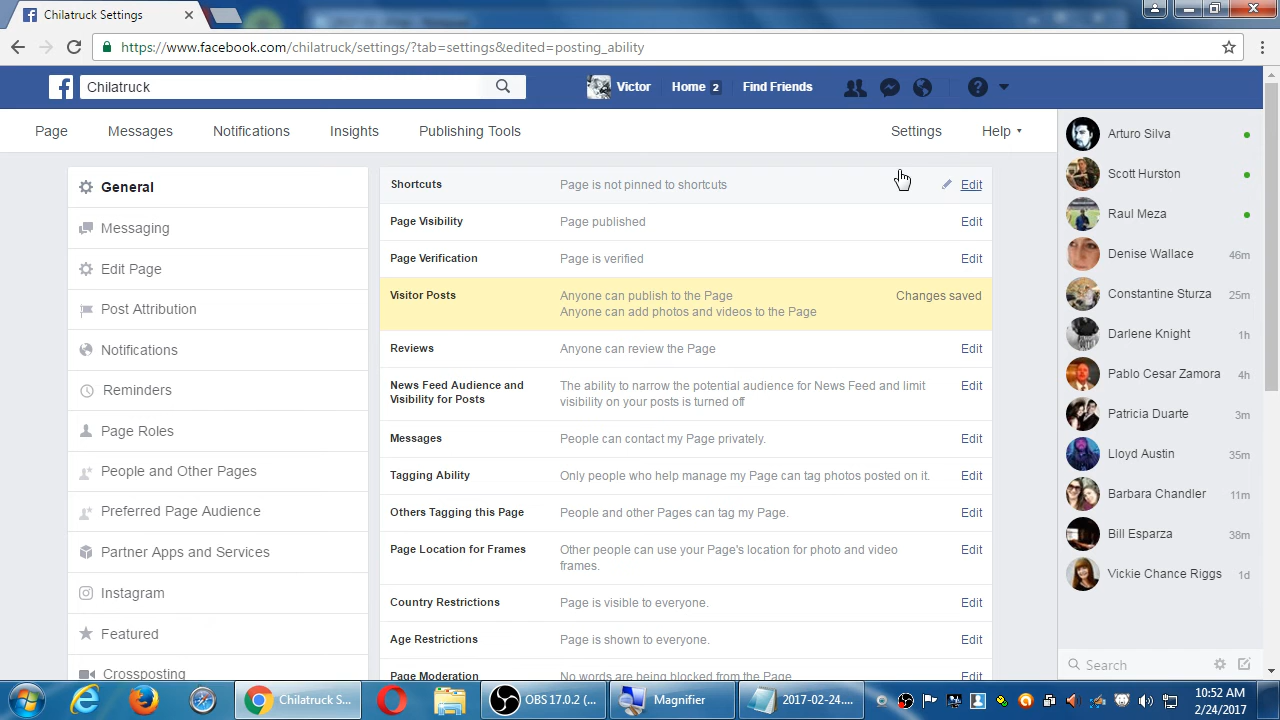 Chilatruck Settings
https://www.facebook.com/chilatruck/settings/?tab=settings&edited=posting_ability
Chilatruck
Victor
Home 2
Find Friends
Page
Messages
Notifications
Insights
Publishing Tools
Settings
Help
General
Messaging
Edit Page
Post Attribution
Notifications
Reminders
Page Roles
People and Other Pages
Preferred Page Audience
Partner Apps and Services
Instagram
Featured
Crossposting
Shortcuts
Page is not pinned to shortcuts
Edit
Page Visibility
Page published
Edit
Page Verification
Page is verified
Edit
Visitor Posts
Anyone can publish to the Page
Anyone can add photos and videos to the Page
Changes saved
Reviews
Anyone can review the Page
Edit
News Feed Audience and
Visibility for Posts
The ability to narrow the potential audience for News Feed and limit
visibility on your posts is turned off
Edit
Messages
People can contact my Page privately.
Edit
Tagging Ability
Only people who help manage my Page can tag photos posted on it.
Edit
Others Tagging this Page
People and other Pages can tag my Page.
Edit
Page Location for Frames
Other people can use your Page's location for photo and video
frames.
Edit
Country Restrictions
Page is visible to everyone.
Edit
Age Restrictions
Page is shown to everyone.
Edit
Page Moderation
No words are being blocked from the Page
Edit
Arturo Silva
Scott Hurston
Raul Meza
Denise Wallace 46m
Constantine Sturza 25m
Darlene Knight 1h
Pablo Cesar Zamora 4h
Patricia Duarte 3m
Lloyd Austin 35m
Barbara Chandler 11m
Bill Esparza 38m
Vickie Chance Riggs 1d
Search
Chilatruck S...
OBS 17.0.2 (...
Magnifier
2017-02-24....
10:52 AM
2/24/2017